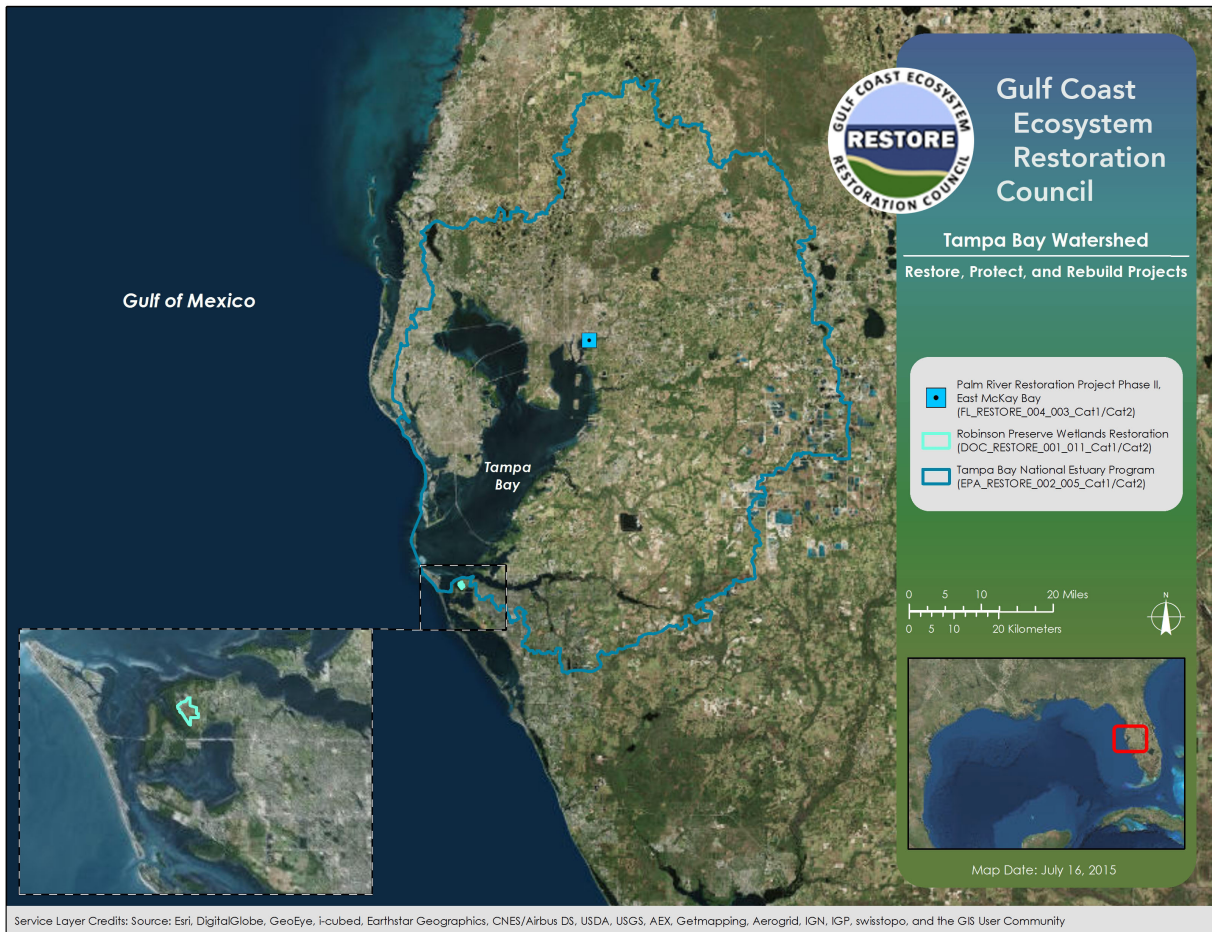 GULF COAST ECOSYSTEM
RESTORE
RESTORATION COUNCIL
Gulf Coast
Ecosystem
Restoration
Council
Tampa Bay Watershed
Restore, Protect, and Rebuild Projects
Gulf of Mexico
Tampa
Bay
Palm River Restoration Project Phase II,
East McKay Bay
(FL_RESTORE_004_003_Cat1/Cat2)
Robinson Preserve Wetlands Restoration
(DOC_RESTORE_001_011_Cat1/Cat2)
Tampa Bay National Estuary Program
(EPA_RESTORE_002_005_Cat1/Cat2)
0 5 10 20 Miles
0 5 10 20 Kilometers
N
Map Date: July 16, 2015
Service Layer Credits: Source: Esri, DigitalGlobe, GeoEye, i-cubed, Earthstar Geographics, CNES/Airbus DS, USDA, USGS, AEX, Getmapping, Aerogrid, IGN, IGP, swisstopo, and the GIS User Community